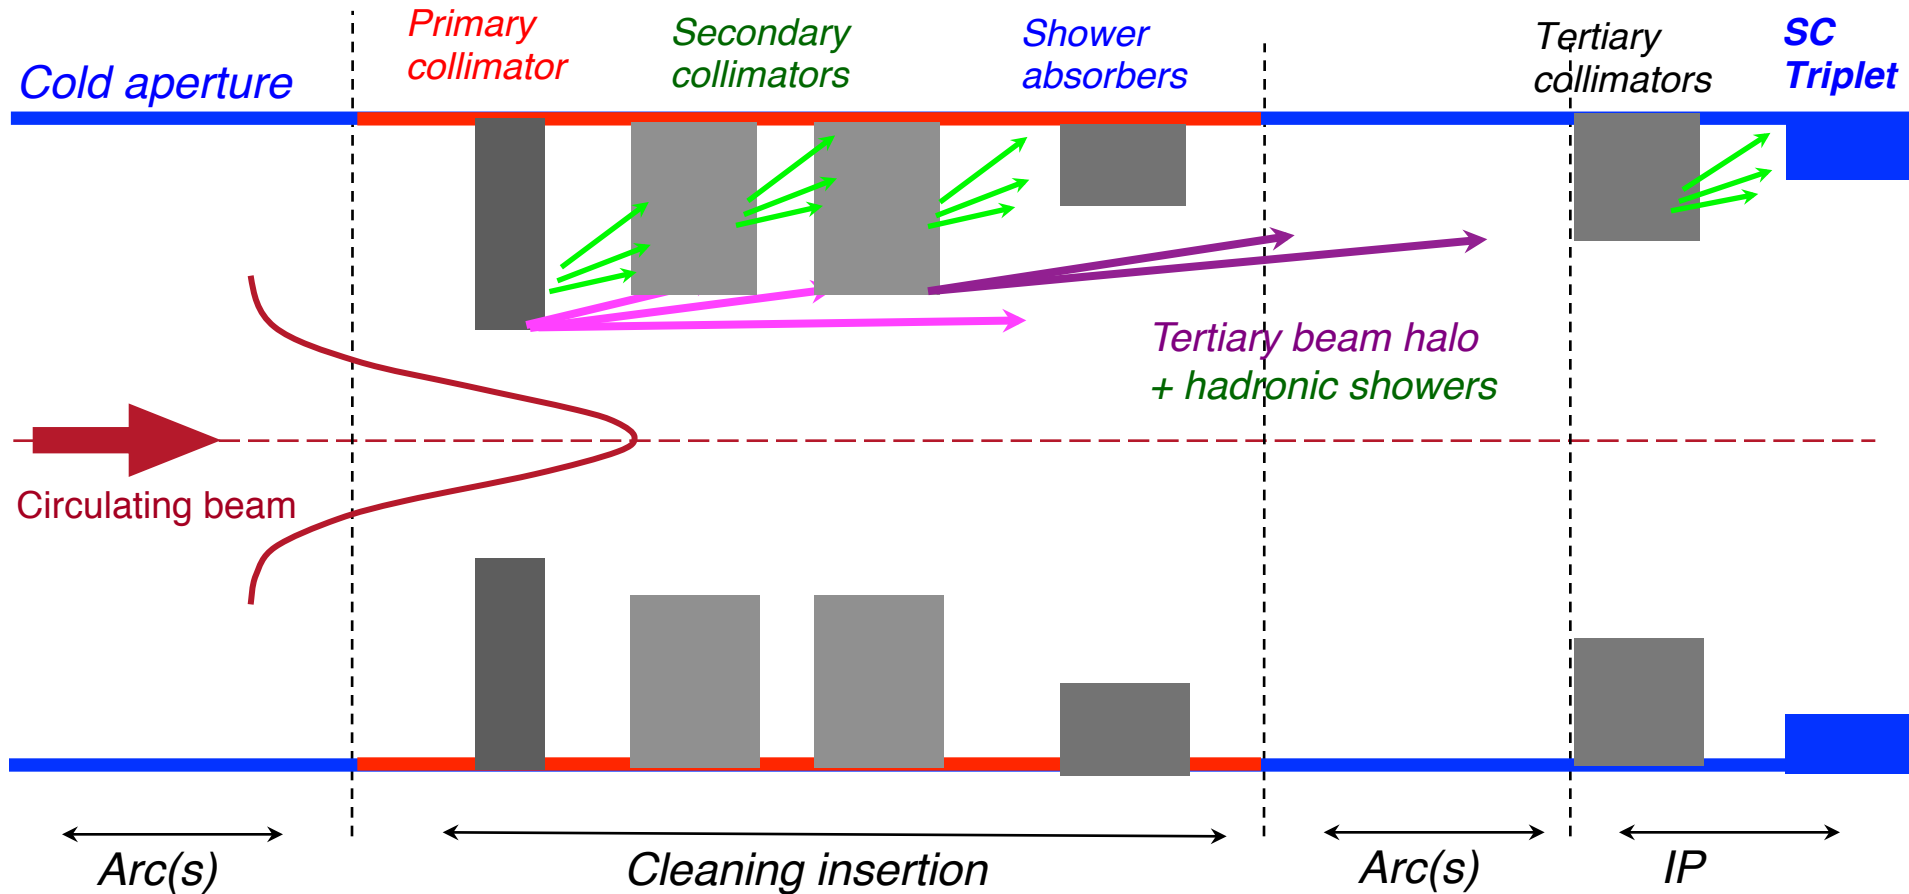 Primary
collimator
Secondary
collimators
Shower
absorbers
Tertiary
collimators
SC
Triplet
Cold aperture
Tertiary beam halo
+ hadronic showers
Circulating beam
Arc(s)
Cleaning insertion
Arc(s)
IP